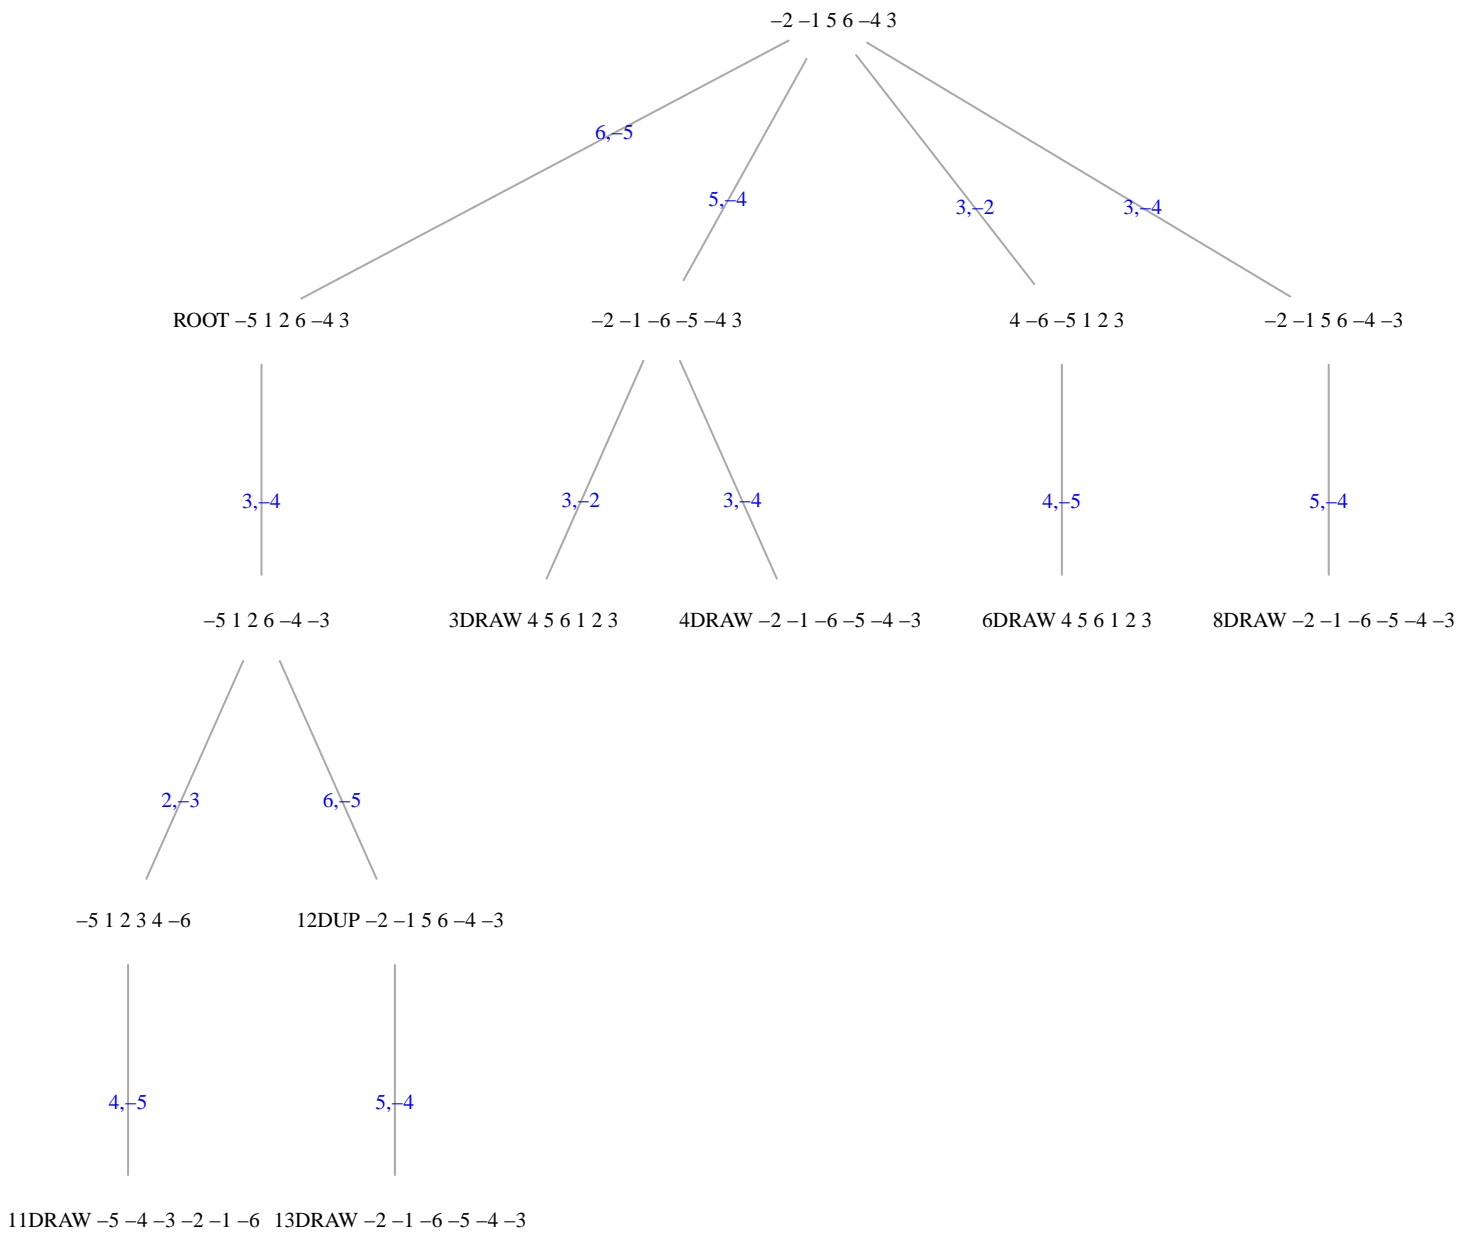 –2 –1 5 6 –4 3
6,–5
5,–4
3,–2
3,–4
ROOT –5 1 2 6 –4 3
–2 –1 –6 –5 –4 3
4 –6 –5 1 2 3
–2 –1 5 6 –4 –3
3,–4
3,–2
3,–4
4,–5
5,–4
–5 1 2 6 –4 –3
3DRAW 4 5 6 1 2 3
4DRAW –2 –1 –6 –5 –4 –3
6DRAW 4 5 6 1 2 3
8DRAW –2 –1 –6 –5 –4 –3
2,–3
6,–5
–5 1 2 3 4 –6
12DUP –2 –1 5 6 –4 –3
4,–5
5,–4
11DRAW –5 –4 –3 –2 –1 –6
13DRAW –2 –1 –6 –5 –4 –3